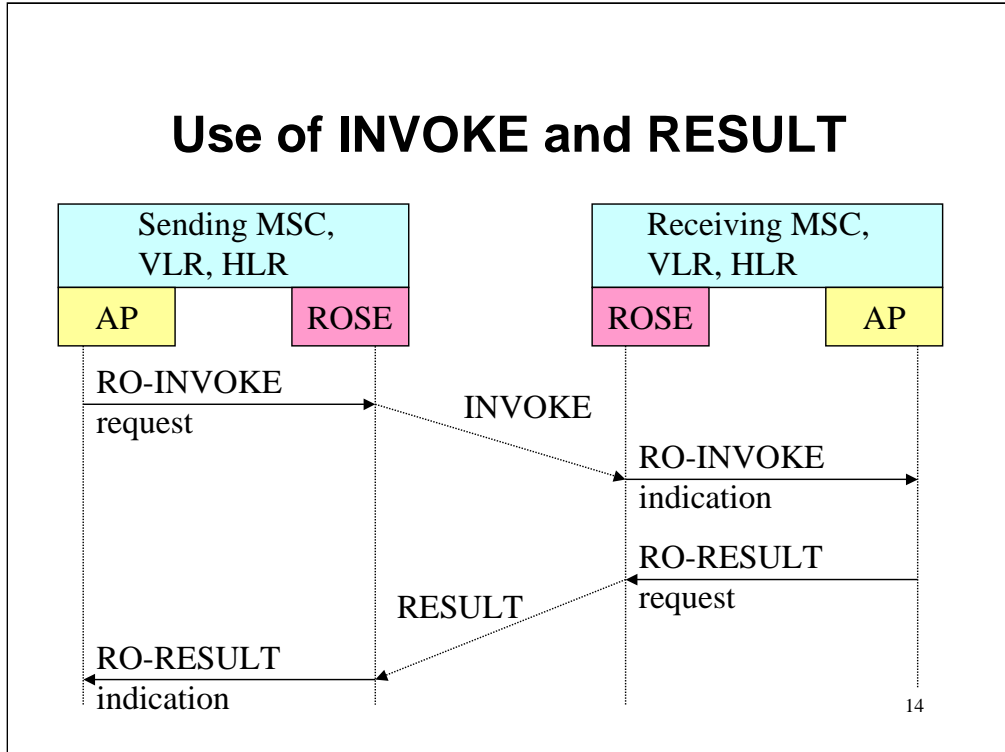 Use of INVOKE and RESULT
Sending MSC,
VLR, HLR
Receiving MSC,
VLR, HLR
AP
ROSE
ROSE
AP
RO-INVOKE
request
INVOKE
RO-INVOKE
indication
RO-RESULT
request
RESULT
RO-RESULT
indication
14